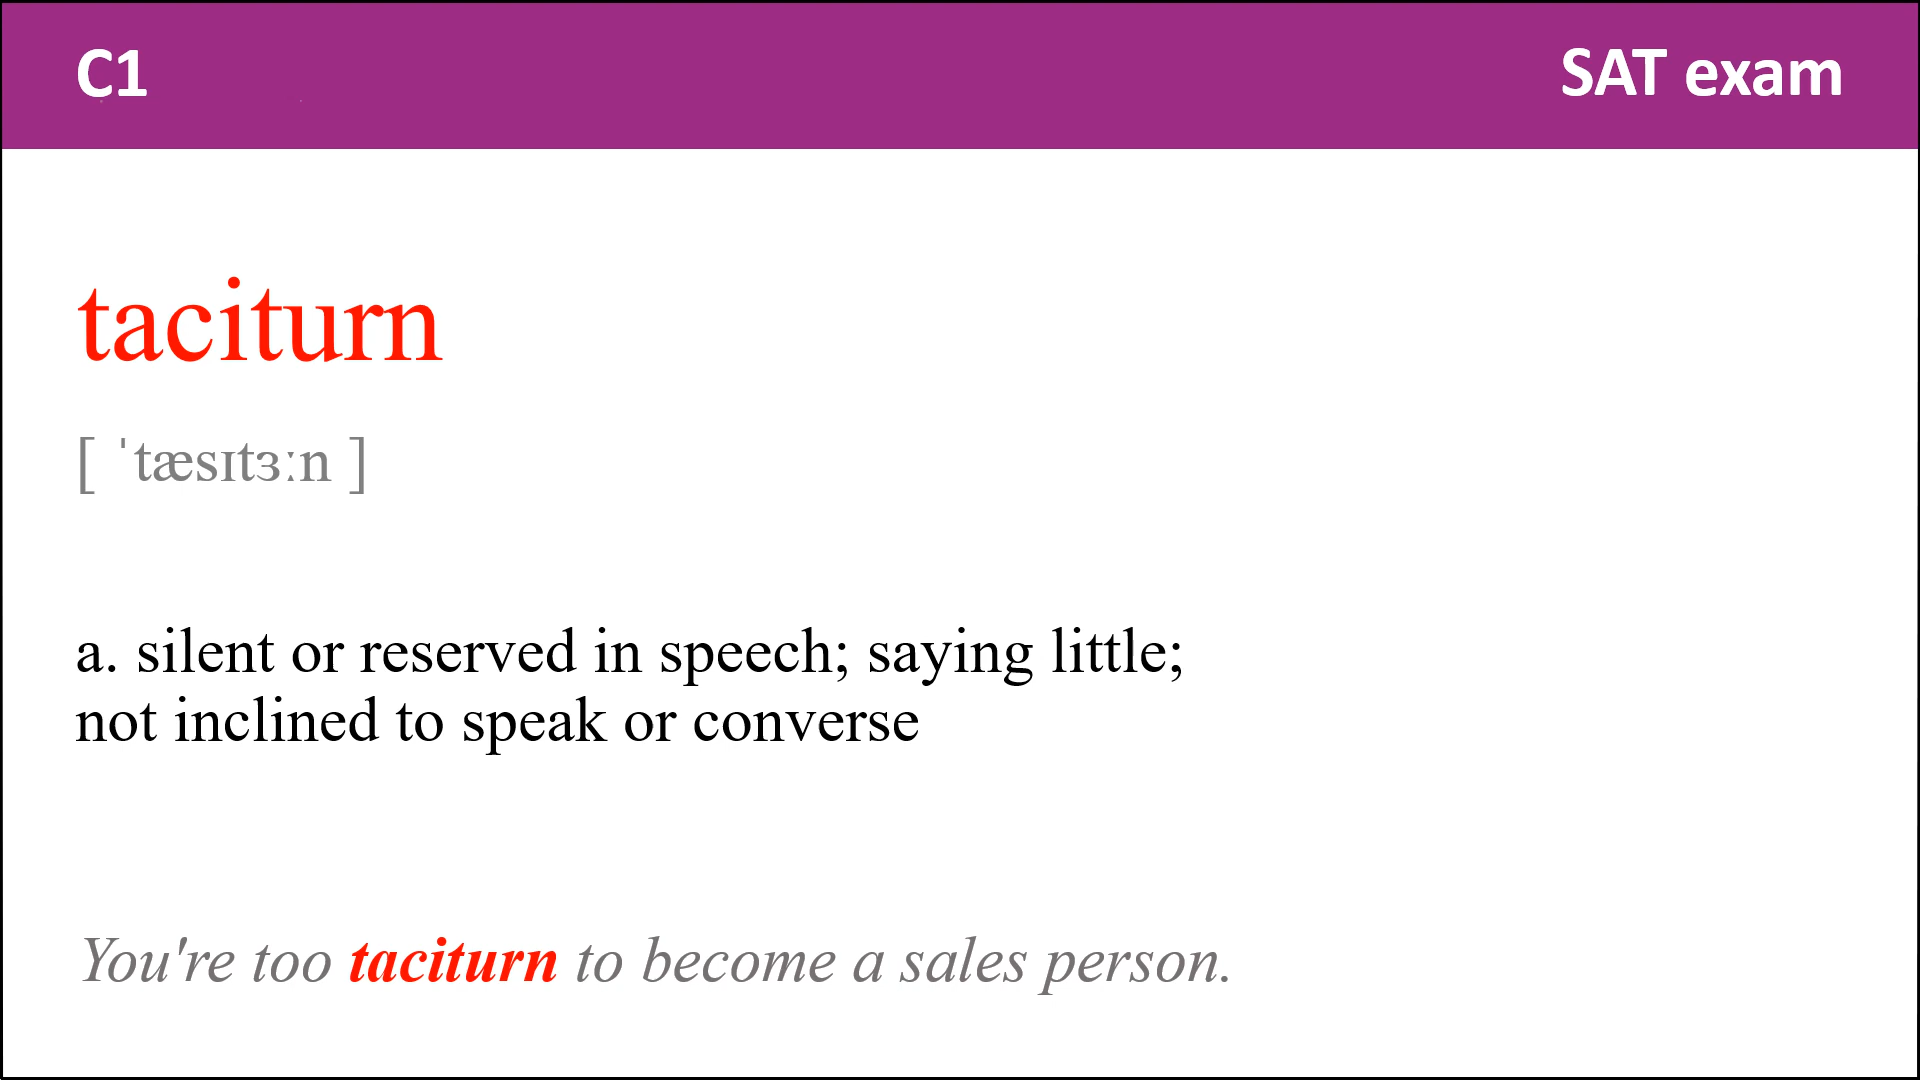 C1 SAT exam
taciturn
[ ˈtæsɪtɜːn ]
a. silent or reserved in speech; saying little;
not inclined to speak or converse
You're too taciturn to become a sales person.